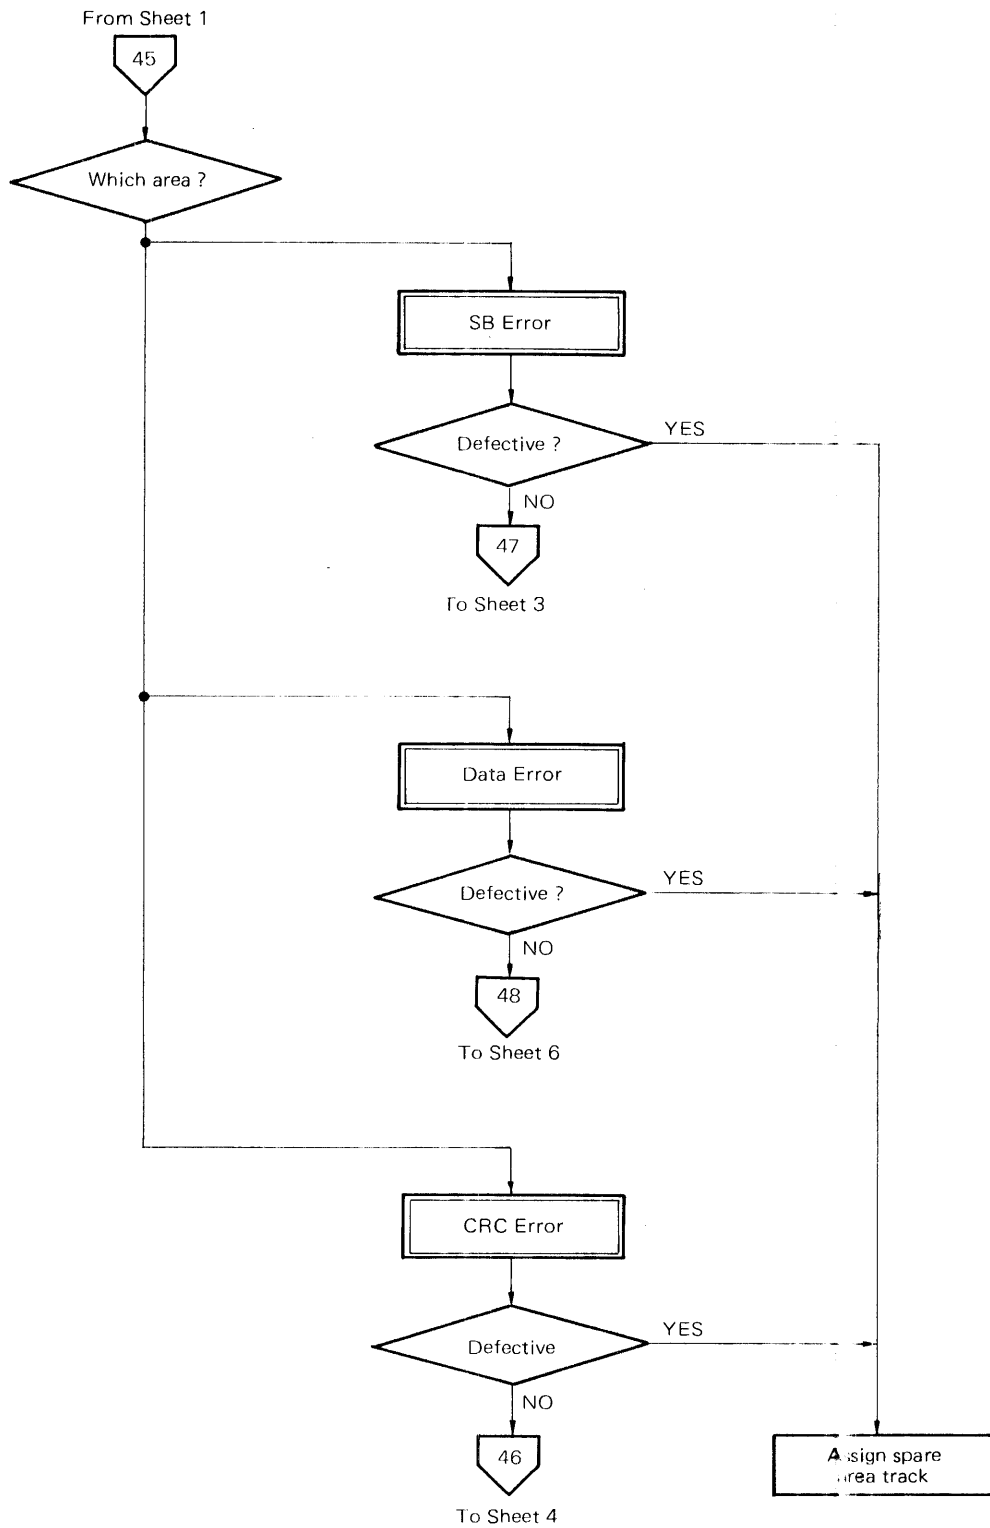 From Sheet 1
45
Which area ?
SB Error
Defective ?
YES
NO
47
To Sheet 3
Data Error
Defective ?
YES
NO
48
To Sheet 6
CRC Error
Defective
YES
NO
46
To Sheet 4
Assign spare
area track